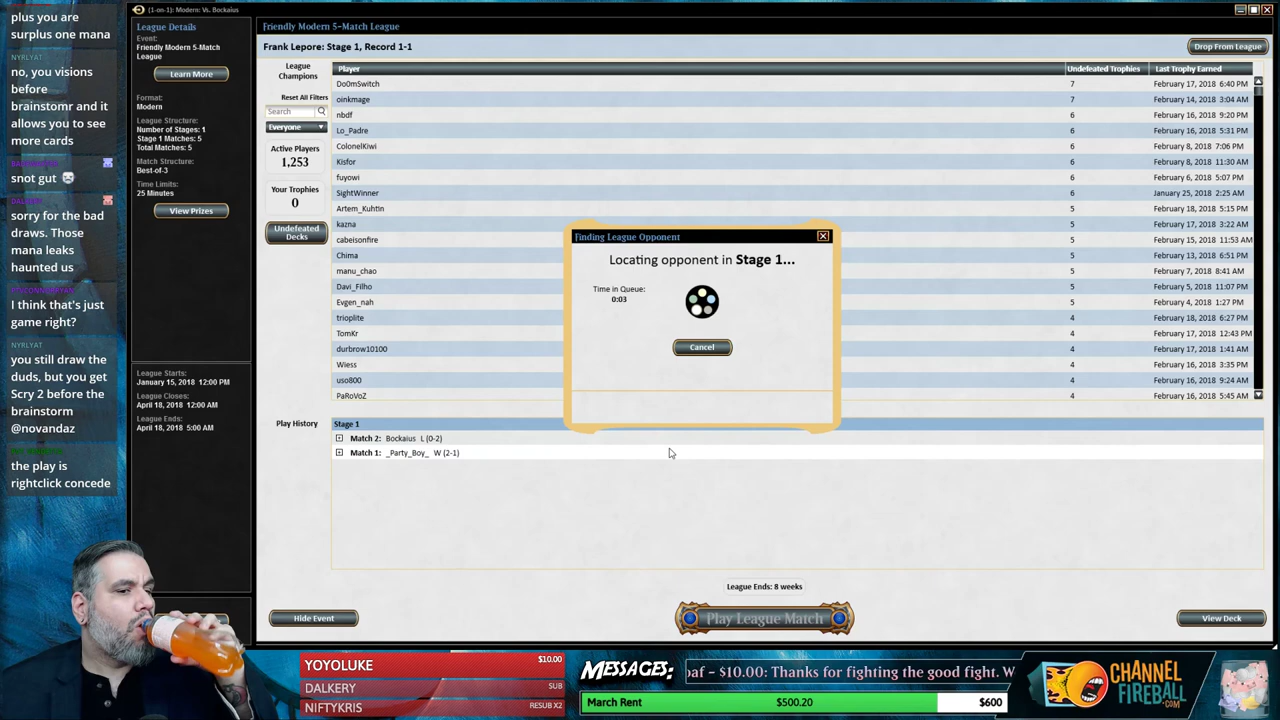 plus you are
surplus one mana
NYRLYAT
no, you visions
before
brainstomr and it
allows you to see
more cards
snot gut
DALKERY
sorry for the bad
draws. Those
mana leaks
haunted us
I think that's just
game right?
NYRLYAT
you still draw the
duds, but you get
Scry 2 before the
brainstorm
@novandaz
the play is
rightclick concede
(1-on-1): Modern: Vs. Bockaius
League Details
Event:
Friendly Modern 5-Match
League
Learn More
Format:
Modern
League Structure:
Number of Stages: 1
Stage 1 Matches: 5
Total Matches: 5
Match Structure:
Best-of-3
Time Limits:
25 Minutes
View Prizes
League Starts:
January 15, 2018 12:00 PM
League Closes:
April 18, 2018 12:00 AM
League Ends:
April 18, 2018 5:00 AM
Friendly Modern 5-Match League
Frank Lepore: Stage 1, Record 1-1
Drop From League
League
Champions
Reset All Filters
Search
Everyone
Active Players
1,253
Your Trophies
0
Undefeated
Decks
Player Undefeated Trophies Last Trophy Earned
Do0mSwitch 7 February 17, 2018 6:40 PM
oinkmage 7 February 14, 2018 3:04 AM
nbdf 6 February 16, 2018 9:20 PM
Lo_Padre 6 February 16, 2018 5:31 PM
ColonelKiwi 6 February 8, 2018 7:06 PM
Kisfor 6 February 8, 2018 11:30 AM
fuyowi 6 February 6, 2018 5:07 PM
SightWinner 6 January 25, 2018 2:25 AM
Artem_Kuhtin 5 February 18, 2018 5:15 PM
kazna 5 February 17, 2018 3:22 AM
cabeisonfire 5 February 15, 2018 11:53 AM
Chima 5 February 13, 2018 6:51 PM
manu_chao 5 February 7, 2018 8:41 AM
Davi_Filho 5 February 5, 2018 11:07 PM
Evgen_nah 5 February 4, 2018 1:27 PM
trioplite 4 February 18, 2018 6:27 PM
TomKr 4 February 17, 2018 12:43 PM
durbrow10100 4 February 17, 2018 1:41 AM
Wiess 4 February 16, 2018 3:35 PM
uso800 4 February 16, 2018 9:24 AM
PaRoVoZ 4 February 16, 2018 5:45 AM
Finding League Opponent
Locating opponent in Stage 1...
Time in Queue:
0:03
Cancel
Play History
Stage 1
Match 2: Bockaius L (0-2)
Match 1: _Party_Boy_ W (2-1)
League Ends: 8 weeks
Hide Event
Play League Match
View Deck
YOYOLUKE $10.00
DALKERY SUB
NIFTYKRIS RESUB X2
MESSAGES:
oaf – $10.00: Thanks for fighting the good fight. W
March Rent $500.20 $600
CHANNEL
FIREBALL
.COM